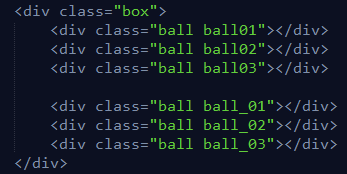 <div class="box">
<div class="ball ball01"></div>
<div class="ball ball02"></div>
<div class="ball ball03"></div>
<div class="ball ball_01"></div>
<div class="ball ball_02"></div>
<div class="ball ball_03"></div>
</div>